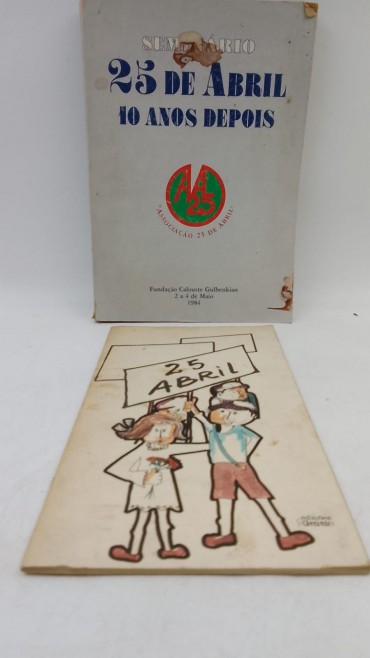 SEMINÁRIO
25 DE ABRIL
10 ANOS DEPOIS
AA25
"ASSOCIAÇÃO 25 DE ABRIL"
Fundação Calouste Gulbenkian
2 a 4 de Maio
1984
25
ABRIL